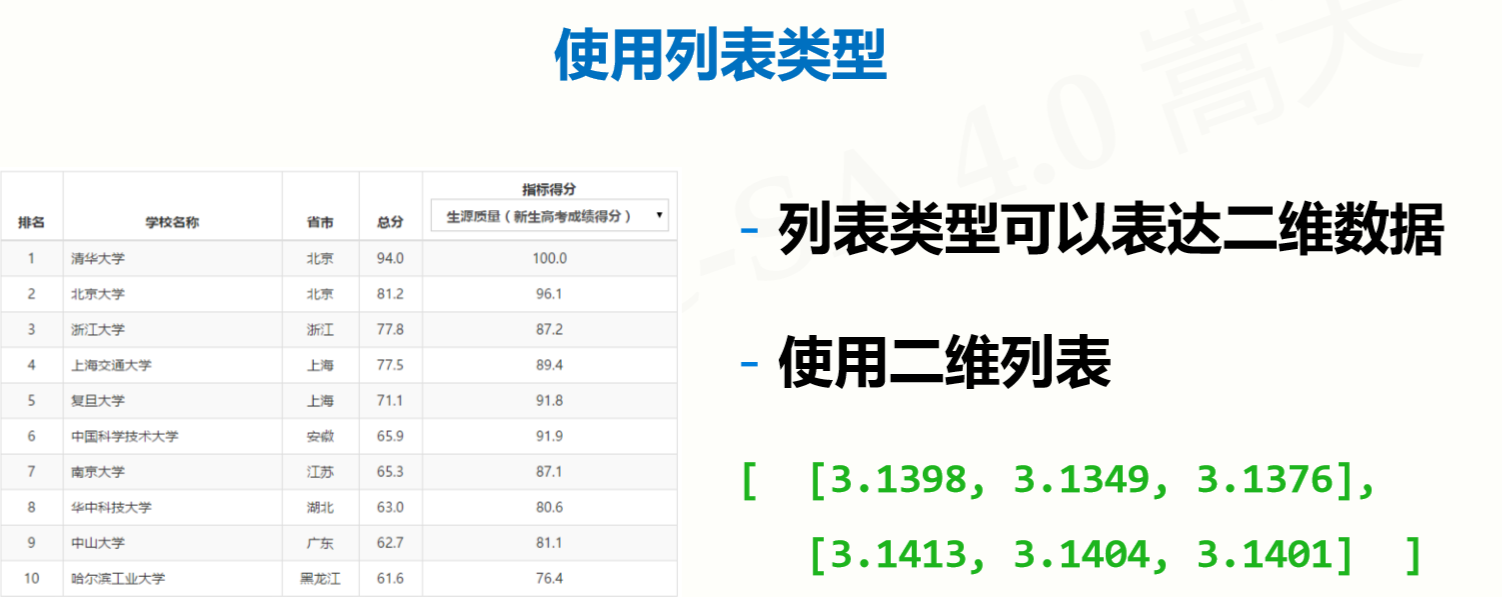 使用列表类型
-SA 4.0 嵩天
排名 学校名称 省市 总分 指标得分
生源质量（新生高考成绩得分）
1 清华大学 北京 94.0 100.0
2 北京大学 北京 81.2 96.1
3 浙江大学 浙江 77.8 87.2
4 上海交通大学 上海 77.5 89.4
5 复旦大学 上海 71.1 91.8
6 中国科学技术大学 安徽 65.9 91.9
7 南京大学 江苏 65.3 87.1
8 华中科技大学 湖北 63.0 80.6
9 中山大学 广东 62.7 81.1
10 哈尔滨工业大学 黑龙江 61.6 76.4
- 列表类型可以表达二维数据
- 使用二维列表
[ [3.1398, 3.1349, 3.1376],
[3.1413, 3.1404, 3.1401] ]